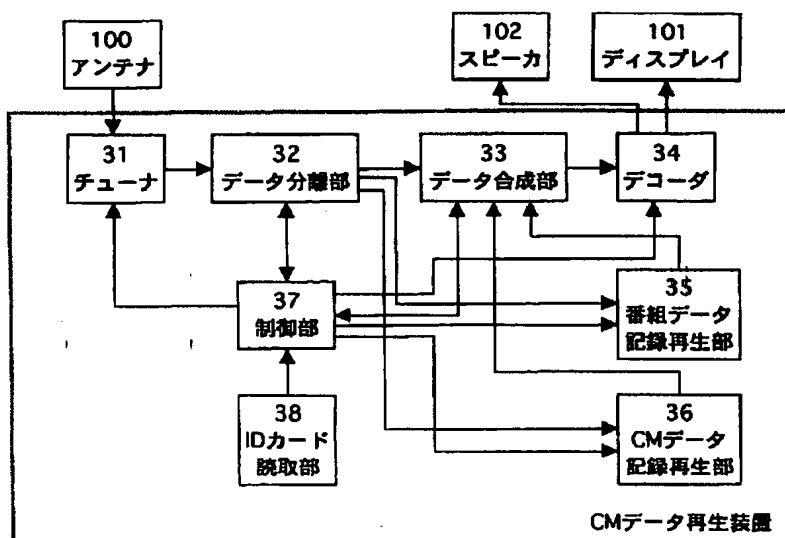 100
アンテナ
102
スピーカ
101
ディスプレイ
31
チューナ
32
データ分離部
33
データ合成部
34
デコーダ
37
制御部
35
番組データ
記録再生部
38
IDカード
読取部
36
CMデータ
記録再生部
CMデータ再生装置